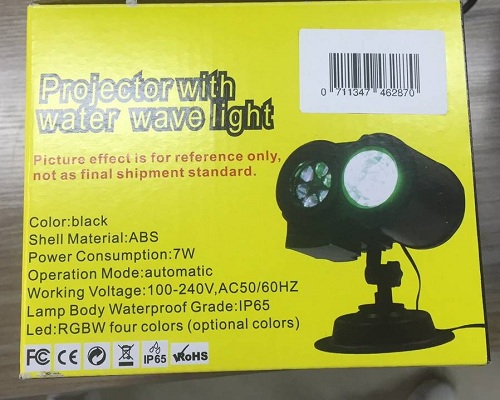 Projector with
water wave light
0 711347 462870
Picture effect is for reference only,
not as final shipment standard.
Color:black
Shell Material:ABS
Power Consumption:7W
Operation Mode:automatic
Working Voltage:100-240V,AC50/60HZ
Lamp Body Waterproof Grade:IP65
Led:RGBW four colors (optional colors)
FC CE IP65 RoHS